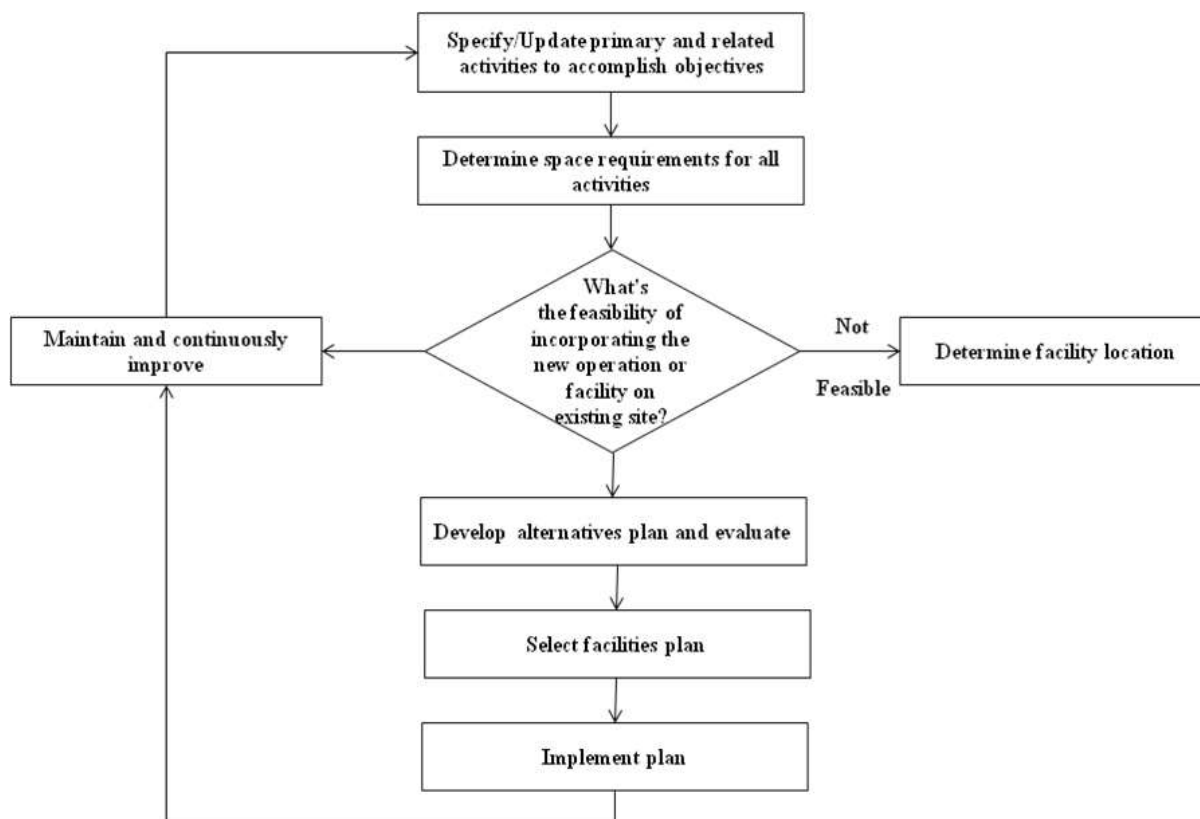 Specify/Update primary and related
activities to accomplish objectives
Determine space requirements for all
activities
What's
the feasibility of
incorporating the
new operation or
facility on
existing site?
Maintain and continuously
improve
Not
Feasible
Determine facility location
Develop alternatives plan and evaluate
Select facilities plan
Implement plan